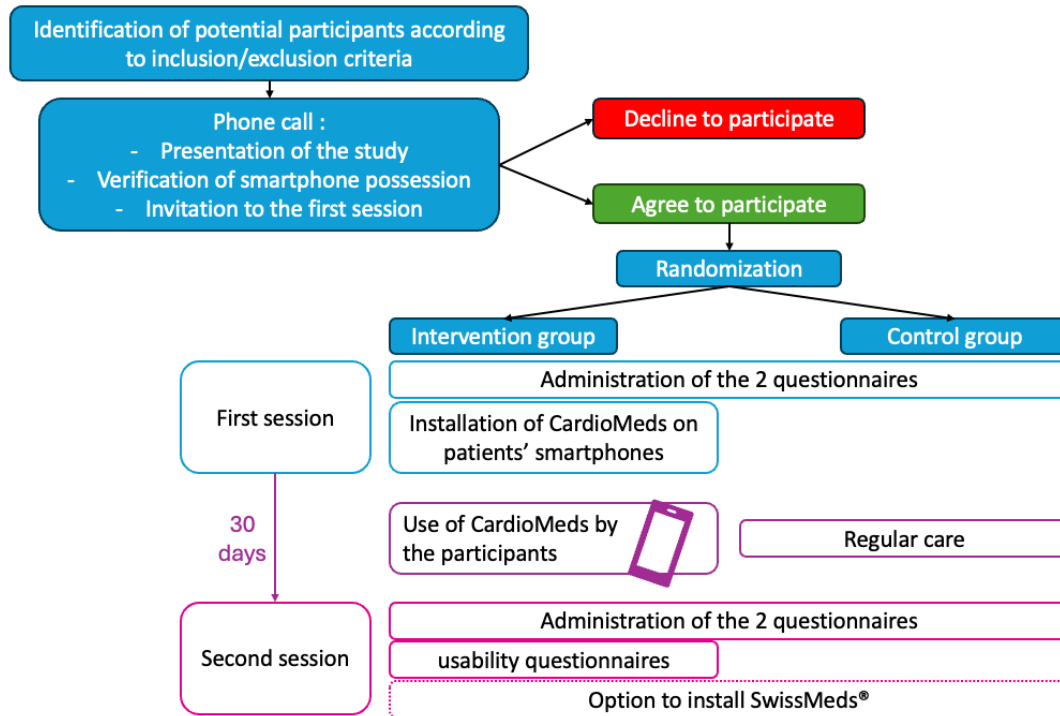 Identification of potential participants according
to inclusion/exclusion criteria
Phone call :
- Presentation of the study
- Verification of smartphone possession
- Invitation to the first session
Decline to participate
Agree to participate
Randomization
Intervention group
Control group
First session
Administration of the 2 questionnaires
Installation of CardioMeds on
patients' smartphones
30
days
Use of CardioMeds by
the participants
Regular care
Second session
Administration of the 2 questionnaires
usability questionnaires
Option to install SwissMeds®